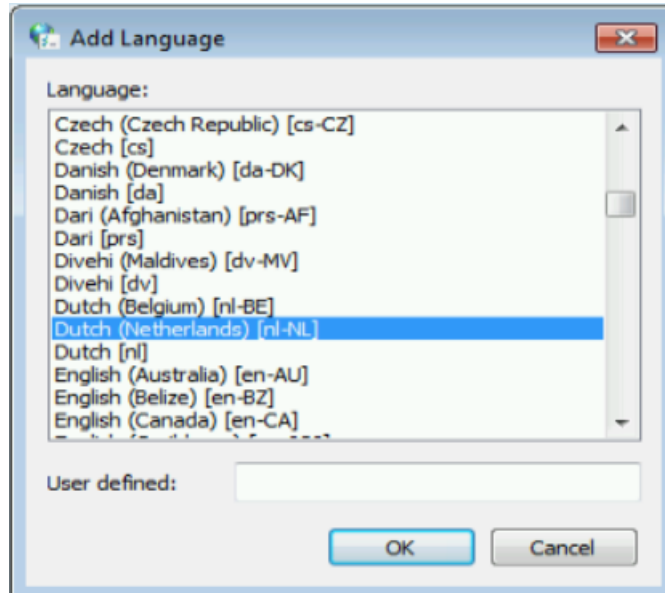 Add Language
Language:
Czech (Czech Republic) [cs-CZ]
Czech [cs]
Danish (Denmark) [da-DK]
Danish [da]
Dari (Afghanistan) [prs-AF]
Dari [prs]
Divehi (Maldives) [dv-MV]
Divehi [dv]
Dutch (Belgium) [nl-BE]
Dutch (Netherlands) [nl-NL]
Dutch [nl]
English (Australia) [en-AU]
English (Belize) [en-BZ]
English (Canada) [en-CA]
User defined:
OK Cancel